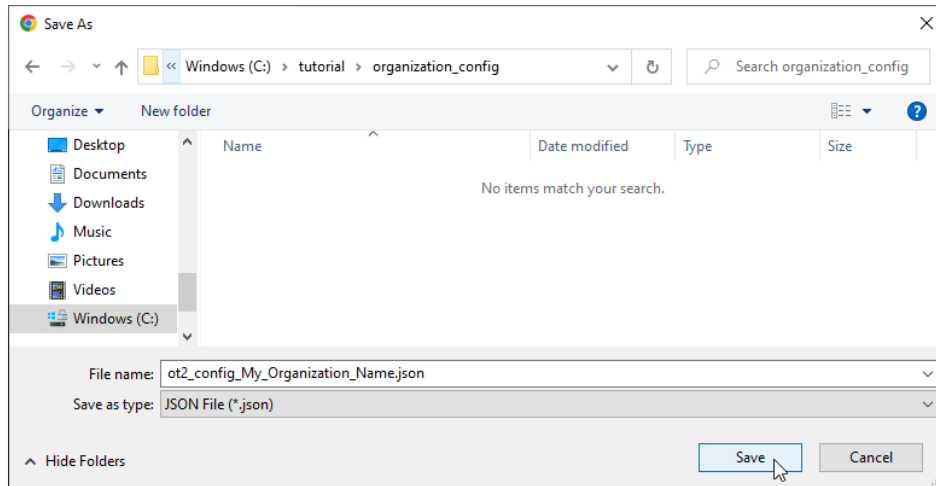 Save As
« Windows (C:) › tutorial › organization_config
Search organization_config
Organize
New folder
?
Name
Date modified
Type
Size
No items match your search.
Desktop
Documents
Downloads
Music
Pictures
Videos
Windows (C:)
File name: ot2_config_My_Organization_Name.json
Save as type: JSON File (*.json)
Hide Folders
Save
Cancel